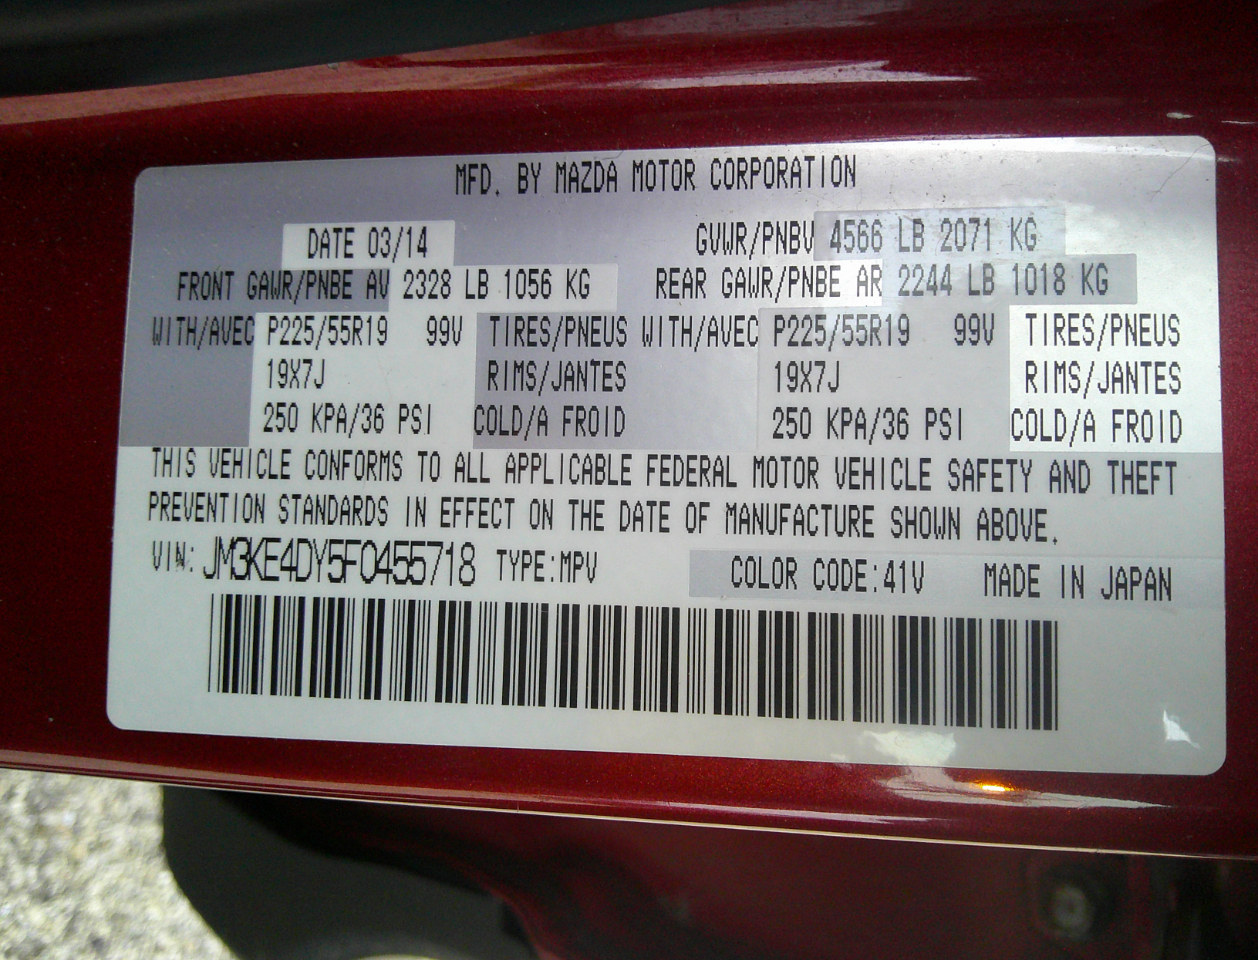 MFD. BY MAZDA MOTOR CORPORATION
DATE 03/14 GVWR/PNBV 4566 LB 2071 KG
FRONT GAWR/PNBE AV 2328 LB 1056 KG REAR GAWR/PNBE AR 2244 LB 1018 KG
WITH/AVEC P225/55R19 99V TIRES/PNEUS WITH/AVEC P225/55R19 99V TIRES/PNEUS
19X7J RIMS/JANTES 19X7J RIMS/JANTES
250 KPA/36 PSI COLD/A FROID 250 KPA/36 PSI COLD/A FROID
THIS VEHICLE CONFORMS TO ALL APPLICABLE FEDERAL MOTOR VEHICLE SAFETY AND THEFT
PREVENTION STANDARDS IN EFFECT ON THE DATE OF MANUFACTURE SHOWN ABOVE.
VIN: JM3KE4DY5F0455718 TYPE:MPV COLOR CODE:41V MADE IN JAPAN